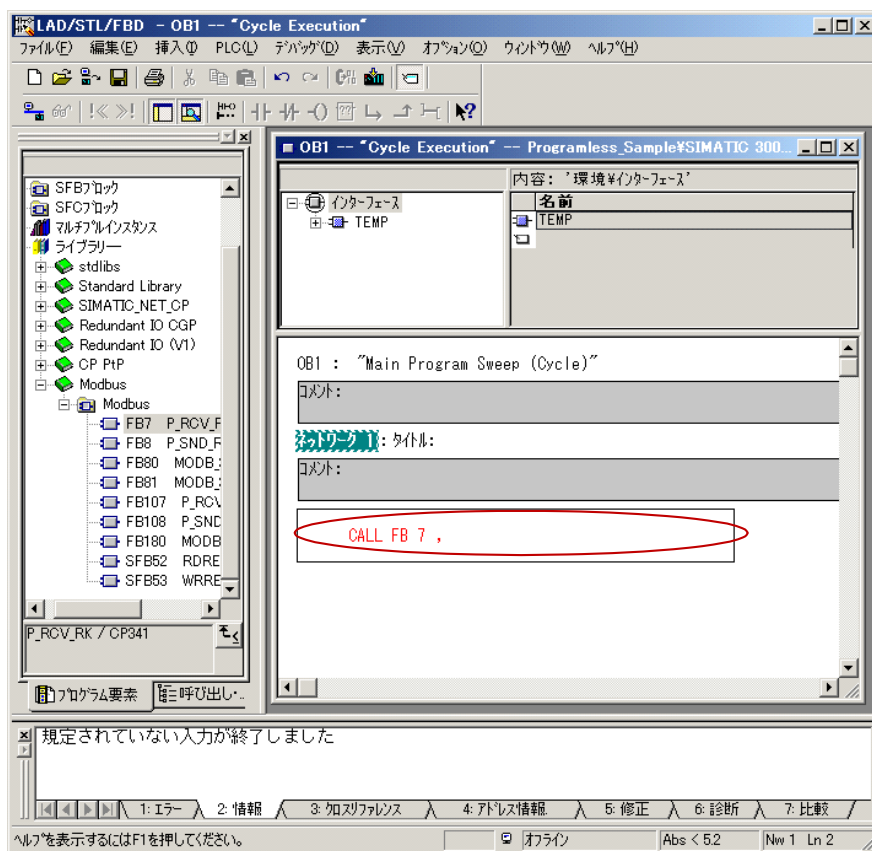 LAD/STL/FBD - OB1 -- "Cycle Execution"
ファイル(F) 編集(E) 挿入(I) PLC(L) デバッグ(D) 表示(V) オプション(O) ウィンドウ(W) ヘルプ(H)
OB1 -- "Cycle Execution" -- Programless_Sample¥SIMATIC 300...
SFBブロック
SFCブロック
マルチプルインスタンス
ライブラリー
stdlibs
Standard Library
SIMATIC_NET_CP
Redundant IO CGP
Redundant IO (V1)
CP PtP
Modbus
Modbus
FB7 P_RCV_F
FB8 P_SND_F
FB80 MODB_
FB81 MODB_
FB107 P_RCV
FB108 P_SND
FB180 MODB
SFB52 RDRE
SFB53 WRRE
P_RCV_RK / CP341
プログラム要素 呼び出し・..
インターフェース
TEMP
内容: '環境¥インターフェース'
名前
TEMP
OB1 : "Main Program Sweep (Cycle)"
コメント:
ネットワーク 1: タイトル:
コメント:
CALL FB 7 ,
規定されていない入力が終了しました
1: エラー 2: 情報 3: クロスリファレンス 4: アドレス情報. 5: 修正 6: 診断 7: 比較
ヘルプを表示するにはF1を押してください。 オフライン Abs < 5.2 Nw 1 Ln 2